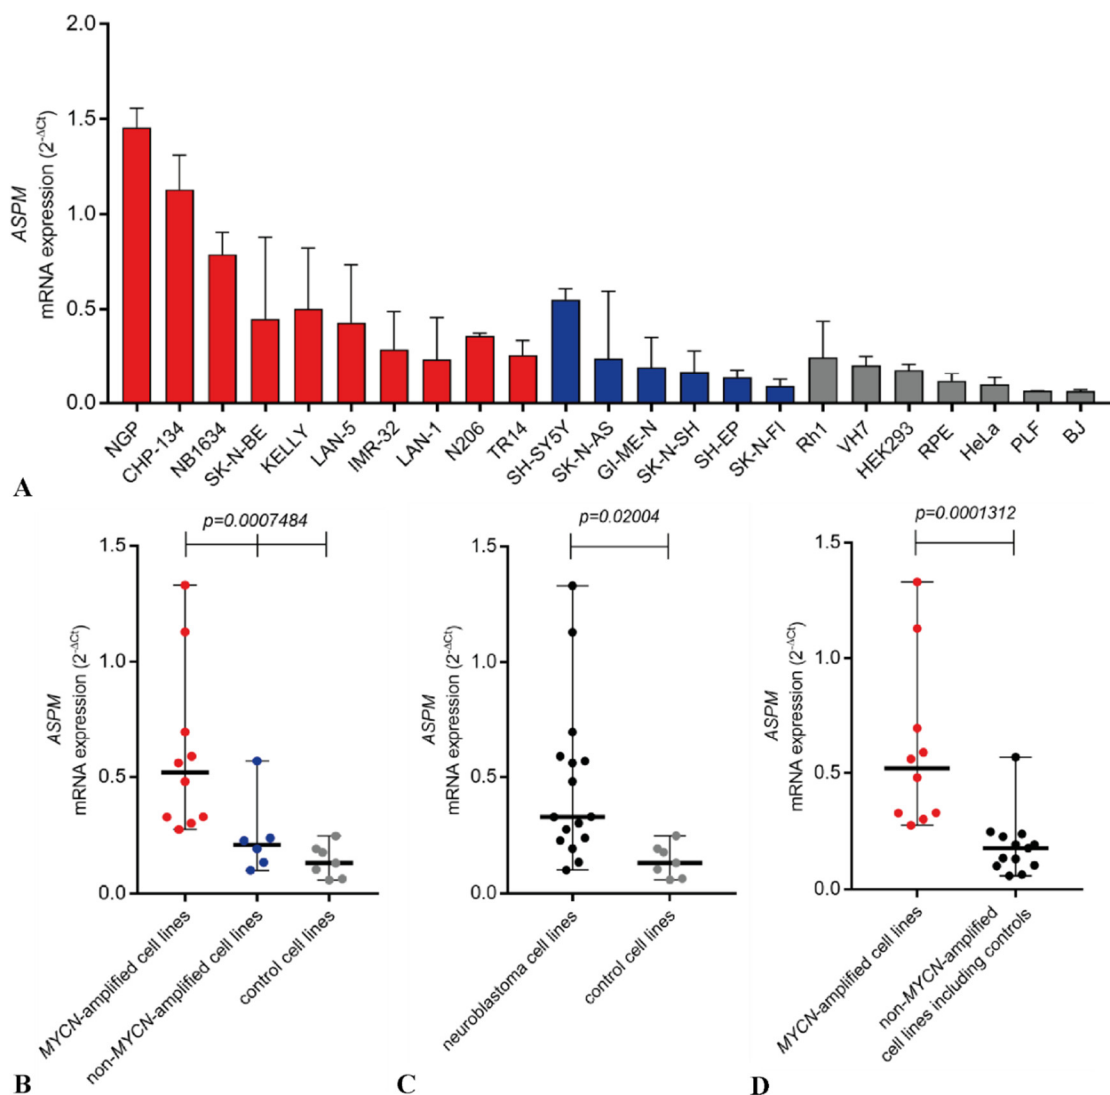 2.0
1.5
1.0
0.5
0.0
ASPM
mRNA expression (2^-ΔCt)
NGP
CHP-134
NB1634
SK-N-BE
KELLY
LAN-5
IMR-32
LAN-1
N206
TR14
SH-SY5Y
SK-N-AS
GI-ME-N
SK-N-SH
SH-EP
SK-N-FI
Rh1
VH7
HEK293
RPE
HeLa
PLF
BJ
A
p=0.0007484
1.5
1.0
0.5
0.0
ASPM
mRNA expression (2^-ΔCt)
MYCN-amplified cell lines
non-MYCN-amplified cell lines
control cell lines
B
p=0.02004
1.5
1.0
0.5
0.0
ASPM
mRNA expression (2^-ΔCt)
neuroblastoma cell lines
control cell lines
C
p=0.0001312
1.5
1.0
0.5
0.0
ASPM
mRNA expression (2^-ΔCt)
MYCN-amplified cell lines
non-MYCN-amplified
cell lines including controls
D